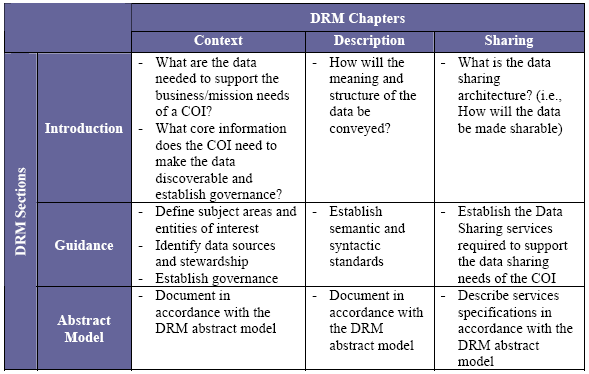 DRM Chapters
Context
Description
Sharing
DRM Sections
Introduction
- What are the data
needed to support the
business/mission needs
of a COI?
- What core information
does the COI need to
make the data
discoverable and
establish governance?
- How will the
meaning and
structure of the
data be
conveyed?
- What is the data
sharing
architecture? (i.e.,
How will the data
be made sharable)
Guidance
- Define subject areas and
entities of interest
- Identify data sources
and stewardship
- Establish governance
- Establish
semantic and
syntactic
standards
- Establish the Data
Sharing services
required to support
the data sharing
needs of the COI
Abstract
Model
- Document in
accordance with the
DRM abstract model
- Document in
accordance with
the DRM
abstract model
- Describe services
specifications in
accordance with the
DRM abstract
model